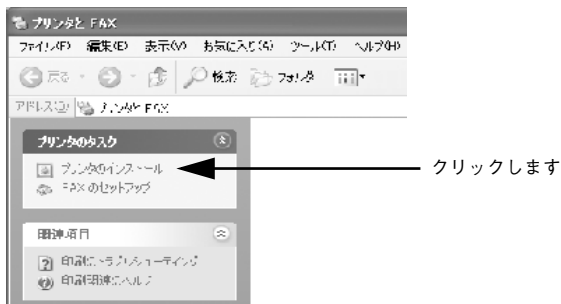 プリンタと FAX
ファイル(F) 編集(E) 表示(V) お気に入り(A) ツール(T) ヘルプ(H)
戻る 検索 フォルダ
アドレス(D) プリンタと FAX
プリンタのタスク
プリンタのインストール
クリックします
FAX のセットアップ
関連項目
印刷のトラブルシューティング
印刷関連のヘルプ